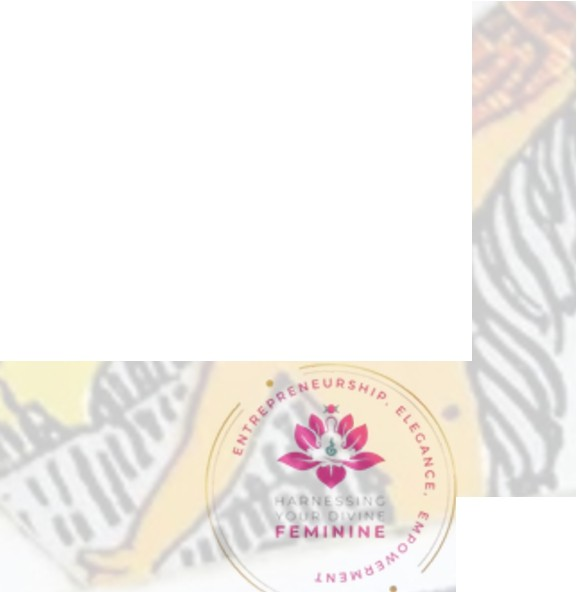 ENTREPRENEURSHIP, ELEGANCE, EMPOWERMENT
HARNESSING
YOUR DIVINE
FEMININE